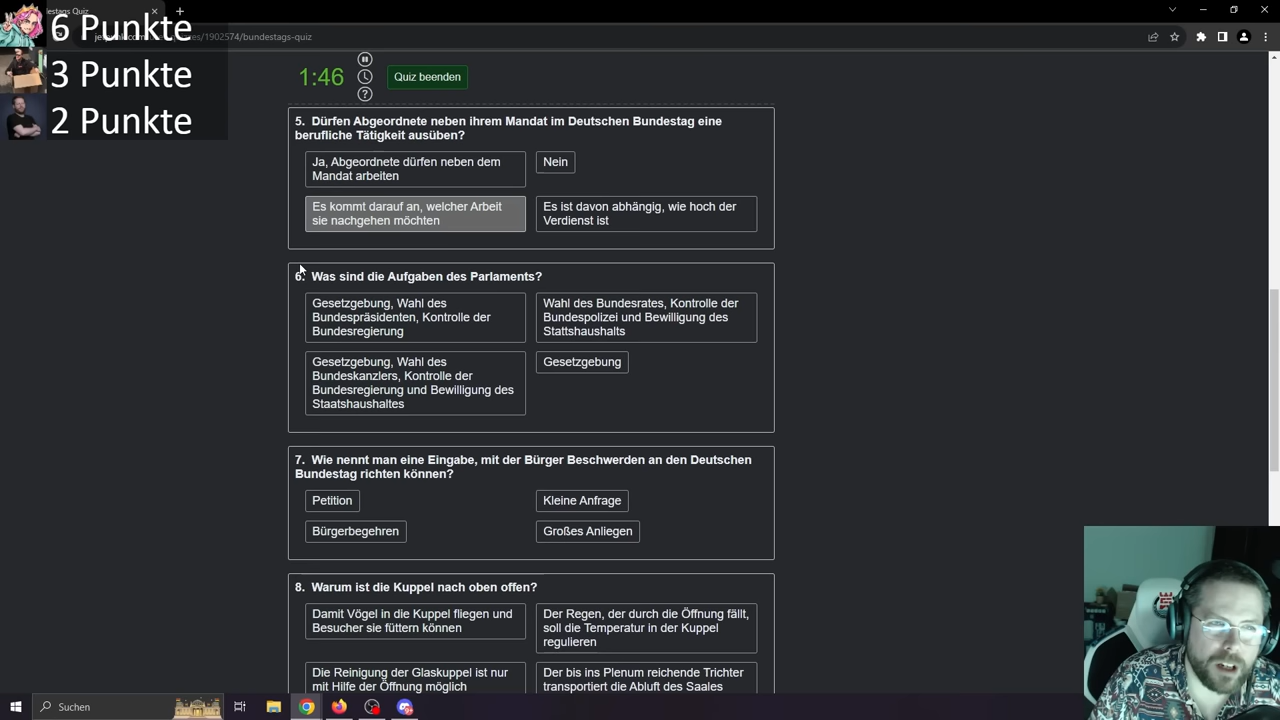 destags Quiz
6 Punkte
3 Punkte
2 Punkte
/1902574/bundestags-quiz
1:46
Quiz beenden
5. Dürfen Abgeordnete neben ihrem Mandat im Deutschen Bundestag eine
berufliche Tätigkeit ausüben?
Ja, Abgeordnete dürfen neben dem
Mandat arbeiten
Nein
Es kommt darauf an, welcher Arbeit
sie nachgehen möchten
Es ist davon abhängig, wie hoch der
Verdienst ist
6. Was sind die Aufgaben des Parlaments?
Gesetzgebung, Wahl des
Bundespräsidenten, Kontrolle der
Bundesregierung
Wahl des Bundesrates, Kontrolle der
Bundespolizei und Bewilligung des
Stattshaushalts
Gesetzgebung, Wahl des
Bundeskanzlers, Kontrolle der
Bundesregierung und Bewilligung des
Staatshaushaltes
Gesetzgebung
7. Wie nennt man eine Eingabe, mit der Bürger Beschwerden an den Deutschen
Bundestag richten können?
Petition
Kleine Anfrage
Bürgerbegehren
Großes Anliegen
8. Warum ist die Kuppel nach oben offen?
Damit Vögel in die Kuppel fliegen und
Besucher sie füttern können
Der Regen, der durch die Öffnung fällt,
soll die Temperatur in der Kuppel
regulieren
Die Reinigung der Glaskuppel ist nur
mit Hilfe der Öffnung möglich
Der bis ins Plenum reichende Trichter
transportiert die Abluft des Saales
Suchen